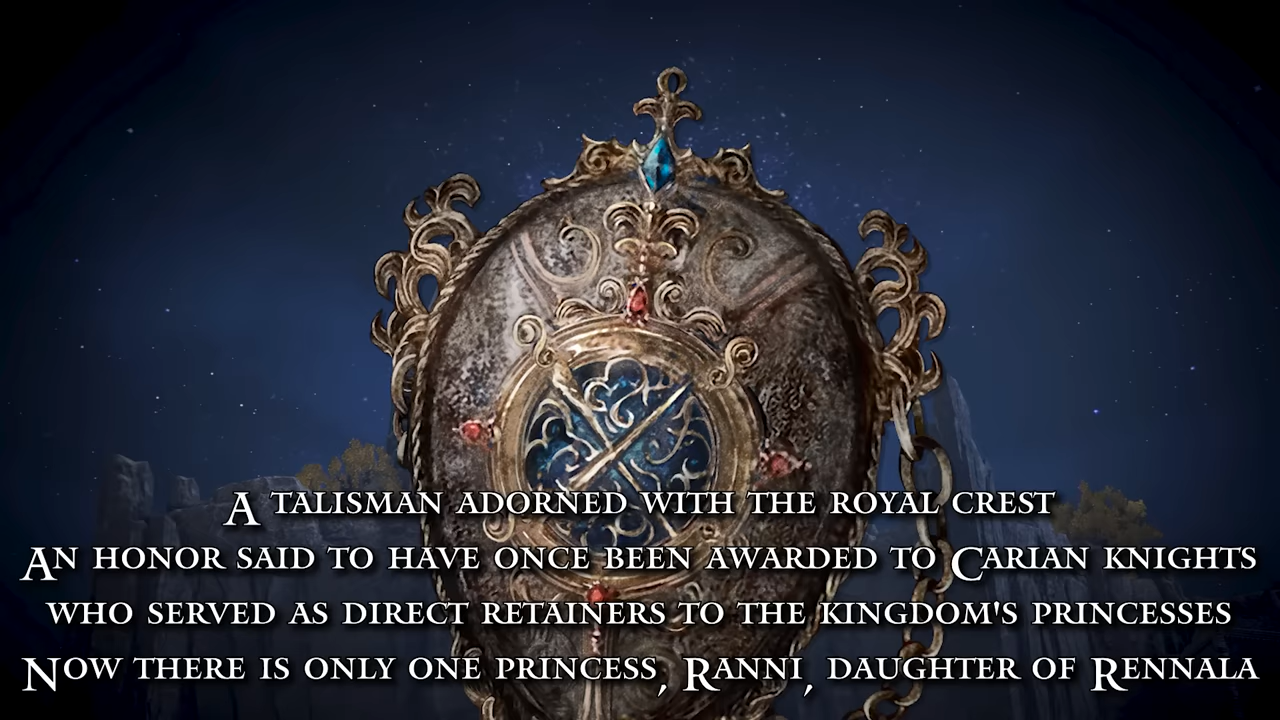 A TALISMAN ADORNED WITH THE ROYAL CREST
AN HONOR SAID TO HAVE ONCE BEEN AWARDED TO CARIAN KNIGHTS
WHO SERVED AS DIRECT RETAINERS TO THE KINGDOM'S PRINCESSES
NOW THERE IS ONLY ONE PRINCESS, RANNI, DAUGHTER OF RENNALA